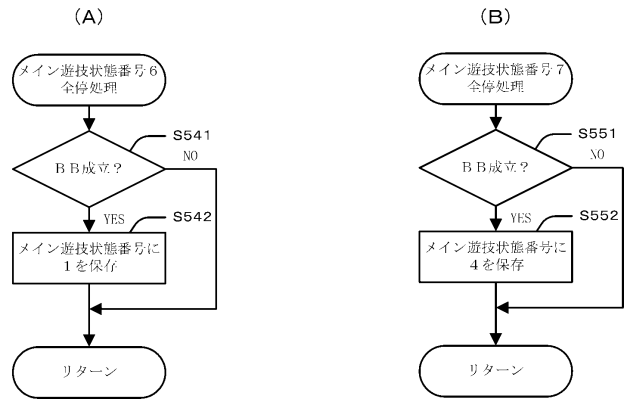 (A)
メイン遊技状態番号6
全停処理
S541
BB成立?
NO
YES
S542
メイン遊技状態番号に
1を保存
リターン
(B)
メイン遊技状態番号7
全停処理
S551
BB成立?
NO
YES
S552
メイン遊技状態番号に
4を保存
リターン